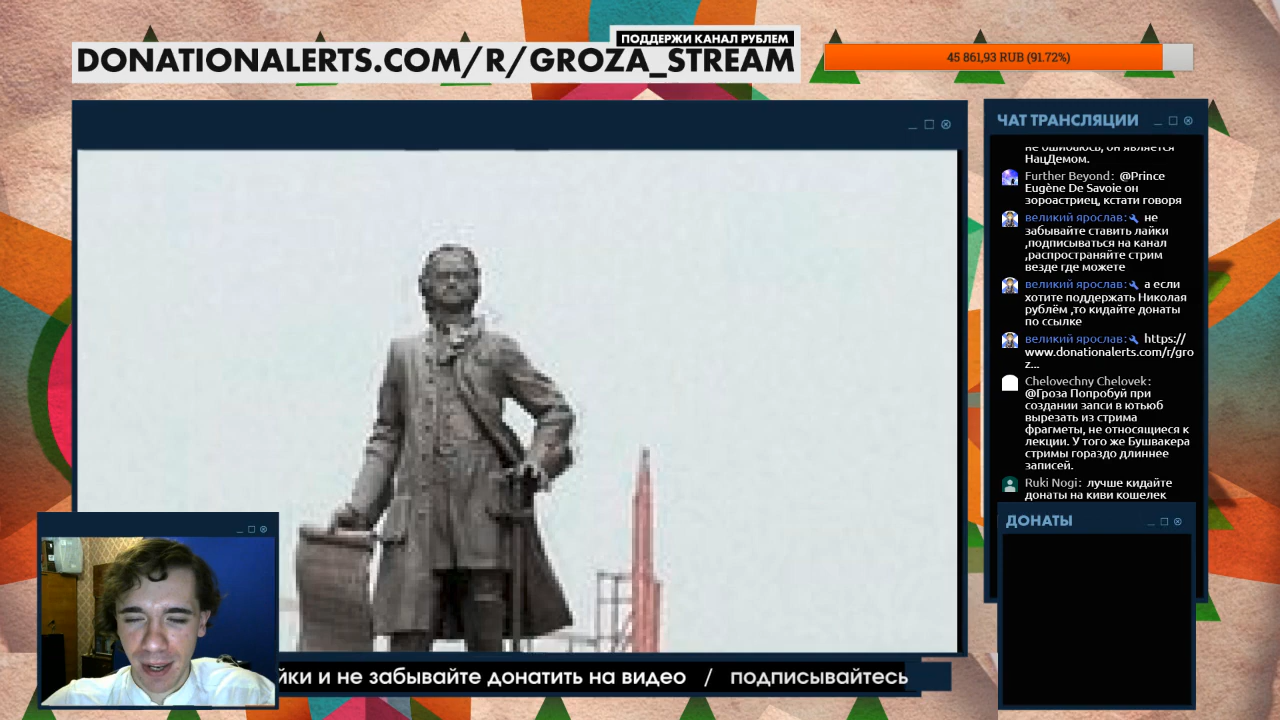 ПОДДЕРЖИ КАНАЛ РУБЛЕМ
DONATIONALERTS.COM/R/GROZA_STREAM
45 861,93 RUB (91.72%)
ЧАТ ТРАНСЛЯЦИИ
не ошибаюсь, он является
НацДемом.
Further Beyond: @Prince
Eugène De Savoie он
зороастриец, кстати говоря
великий ярослав: не
забывайте ставить лайки
,подписываться на канал
,распространяйте стрим
везде где можете
великий ярослав: а если
хотите поддержать Николая
рублём ,то кидайте донаты
по ссылке
великий ярослав: https://
www.donationalerts.com/r/gro
z...
Chelovechny Chelovek:
@Гроза Попробуй при
создании запси в ютьюб
вырезать из стрима
фрагметы, не относящиеся к
лекции. У того же Бушвакера
стримы гораздо длиннее
записей.
Ruki Nogi: лучше кидайте
донаты на киви кошелек
ДОНАТЫ
йки и не забывайте донатить на видео / подписывайтесь